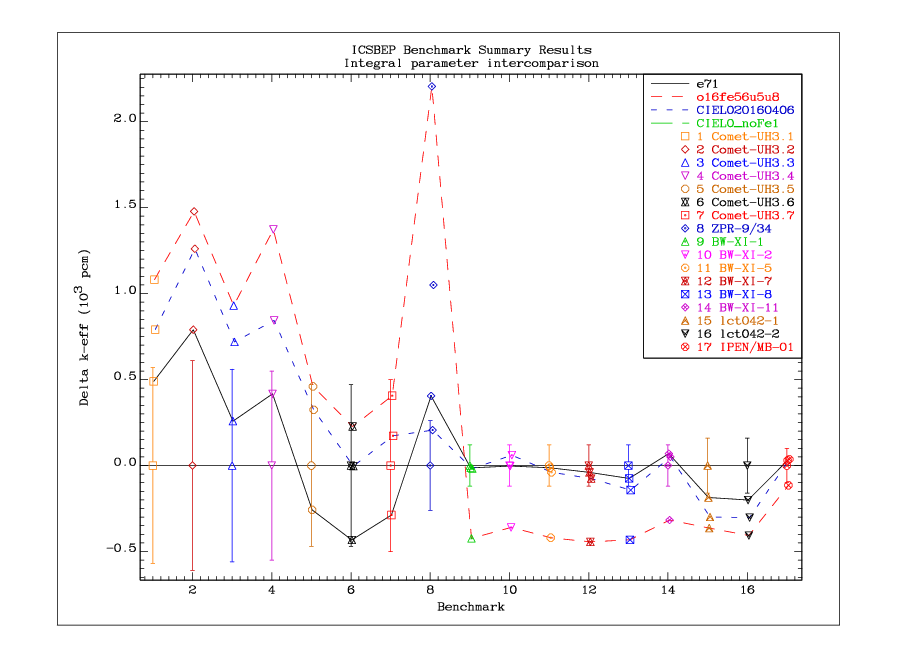 ICSBEP Benchmark Summary Results
Integral parameter intercomparison
e71
o16fe56u5u8
CIELO20160406
CIELO_noFe1
1 Comet-UH3.1
2 Comet-UH3.2
3 Comet-UH3.3
4 Comet-UH3.4
5 Comet-UH3.5
6 Comet-UH3.6
7 Comet-UH3.7
8 ZPR-9/34
9 BW-XI-1
10 BW-XI-2
11 BW-XI-5
12 BW-XI-7
13 BW-XI-8
14 BW-XI-11
15 lct042-1
16 lct042-2
17 IPEN/MB-01
Delta k-eff (10³ pcm)
2.0
1.5
1.0
0.5
0.0
-0.5
2 4 6 8 10 12 14 16
Benchmark